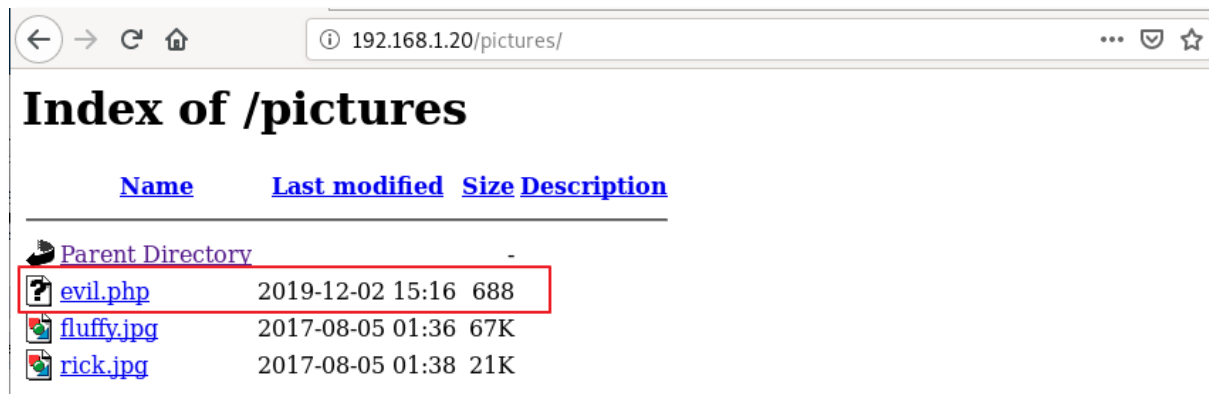 192.168.1.20/pictures/
Index of /pictures
Name Last modified Size Description
Parent Directory -
evil.php 2019-12-02 15:16 688
fluffy.jpg 2017-08-05 01:36 67K
rick.jpg 2017-08-05 01:38 21K